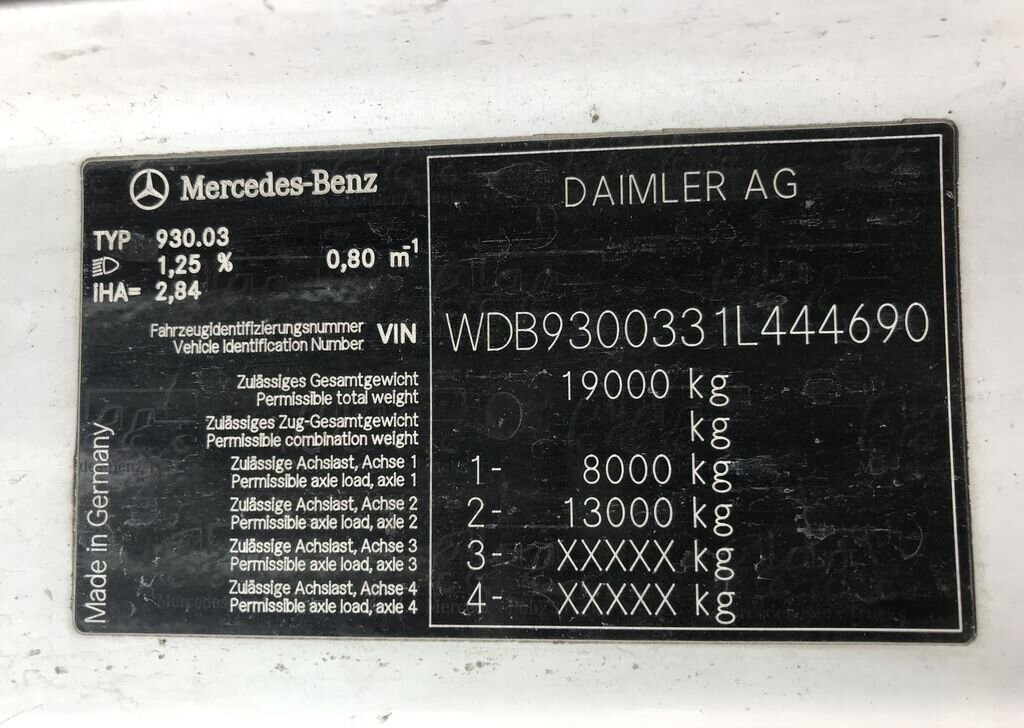 Mercedes-Benz
DAIMLER AG
TYP 930.03
1,25 % 0,80 m⁻¹
iHA= 2,84
Fahrzeugidentifizierungsnummer
Vehicle Identification Number
VIN WDB9300331L444690
Zulässiges Gesamtgewicht
Permissible total weight
19000 kg
Zulässiges Zug-Gesamtgewicht
Permissible combination weight
kg
Zulässige Achslast, Achse 1
Permissible axle load, axle 1
1- 8000 kg
Zulässige Achslast, Achse 2
Permissible axle load, axle 2
2- 13000 kg
Zulässige Achslast, Achse 3
Permissible axle load, axle 3
3- XXXXX kg
Zulässige Achslast, Achse 4
Permissible axle load, axle 4
4- XXXXX kg
Made in Germany